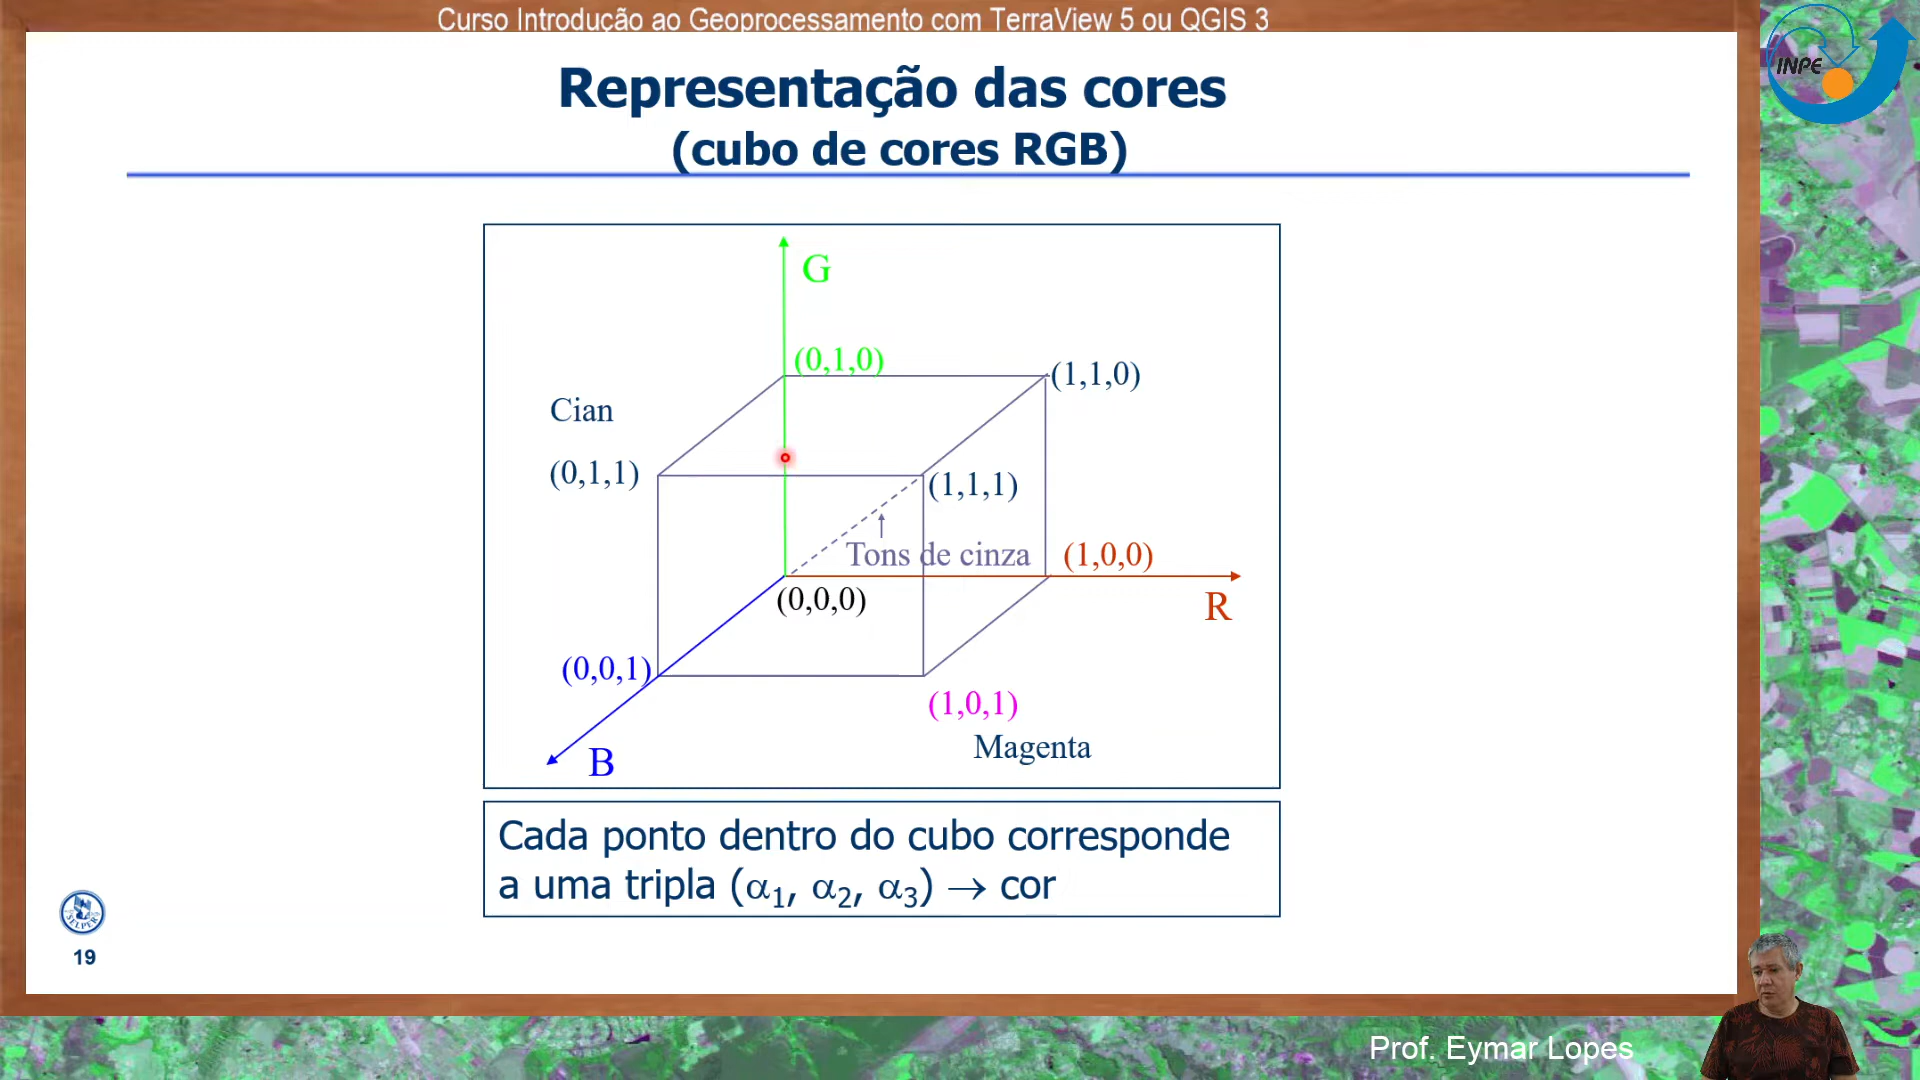 Curso Introdução ao Geoprocessamento com TerraView 5 ou QGIS 3
INPE
Representação das cores
(cubo de cores RGB)
G
(0,1,0)
(1,1,0)
Cian
(0,1,1)
(1,1,1)
Tons de cinza
(1,0,0)
(0,0,0)
R
(0,0,1)
(1,0,1)
Magenta
B
Cada ponto dentro do cubo corresponde
a uma tripla (α1, α2, α3) → cor
SELPER
19
Prof. Eymar Lopes